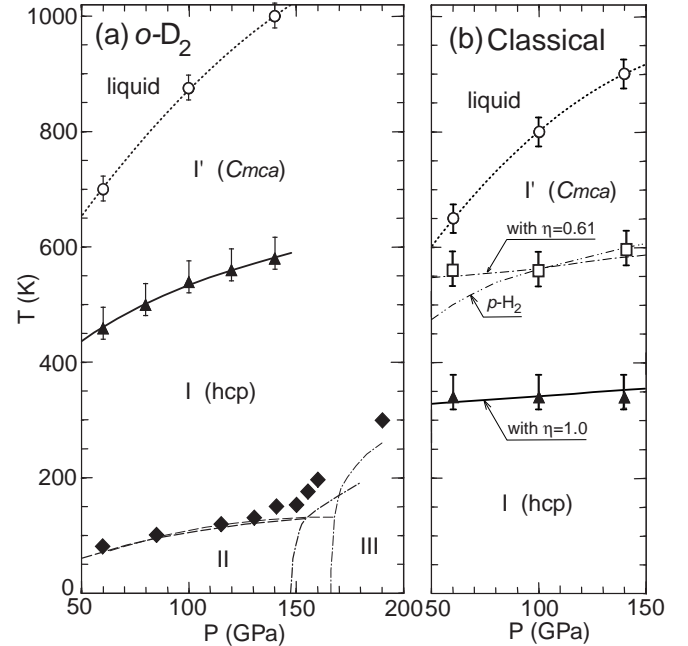 (a) o-D2
(b) Classical
1000
800
600
400
200
0
T (K)
liquid
I' (Cmca)
I (hcp)
II
III
50
100
150
200
P (GPa)
liquid
I' (Cmca)
with η=0.61
p-H2
with η=1.0
I (hcp)
50
100
150
P (GPa)